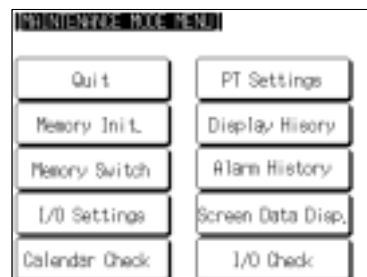 [MAINTENANCE MODE MENU]
Quit
PT Settings
Memory Init.
Display Hisory
Memory Switch
Alarm History
I/O Settings
Screen Data Disp.
Calendar Check
I/O Check